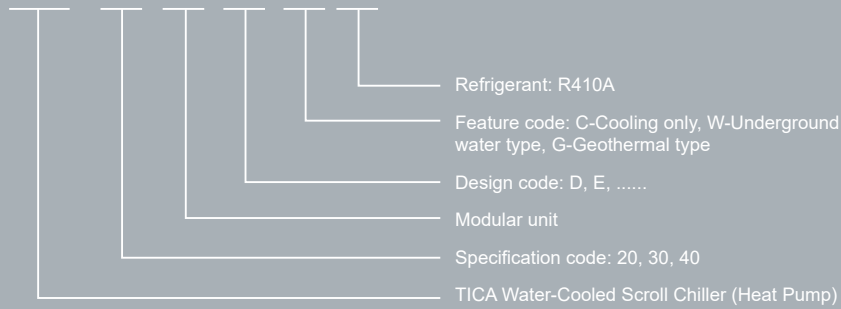 Refrigerant: R410A
Feature code: C-Cooling only, W-Underground
water type, G-Geothermal type
Design code: D, E, ......
Modular unit
Specification code: 20, 30, 40
TICA Water-Cooled Scroll Chiller (Heat Pump)